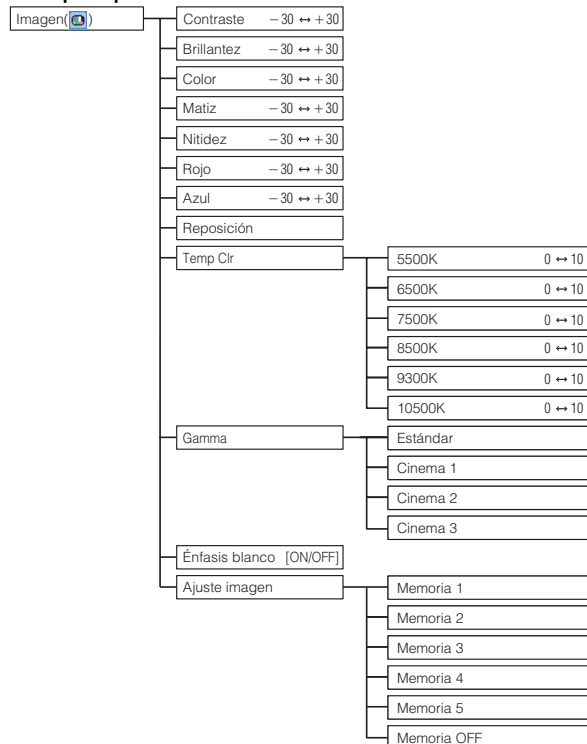 Imagen( )
Contraste −30 ↔ +30
Brillantez −30 ↔ +30
Color −30 ↔ +30
Matiz −30 ↔ +30
Nitidez −30 ↔ +30
Rojo −30 ↔ +30
Azul −30 ↔ +30
Reposición
Temp Clr
5500K 0 ↔ 10
6500K 0 ↔ 10
7500K 0 ↔ 10
8500K 0 ↔ 10
9300K 0 ↔ 10
10500K 0 ↔ 10
Gamma
Estándar
Cinema 1
Cinema 2
Cinema 3
Énfasis blanco [ON/OFF]
Ajuste imagen
Memoria 1
Memoria 2
Memoria 3
Memoria 4
Memoria 5
Memoria OFF